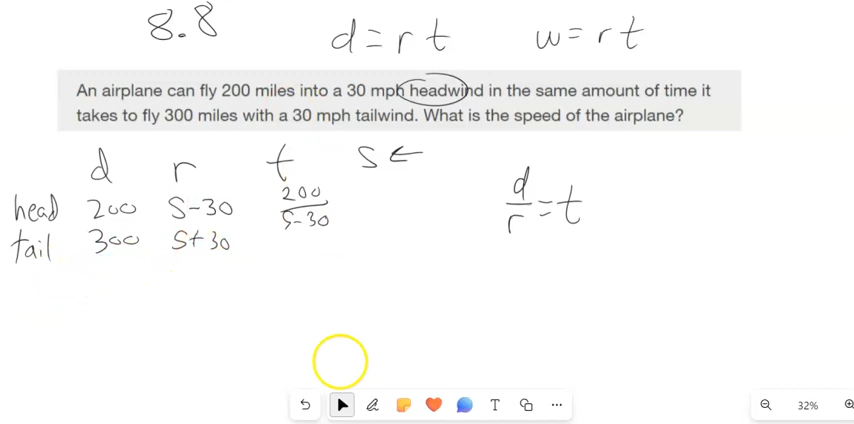 8.8
d = r t    w = r t
An airplane can fly 200 miles into a 30 mph headwind in the same amount of time it
takes to fly 300 miles with a 30 mph tailwind. What is the speed of the airplane?
d r t s ←
head 200 S-30 200/S-30
tail 300 S+30
d/r = t
32%